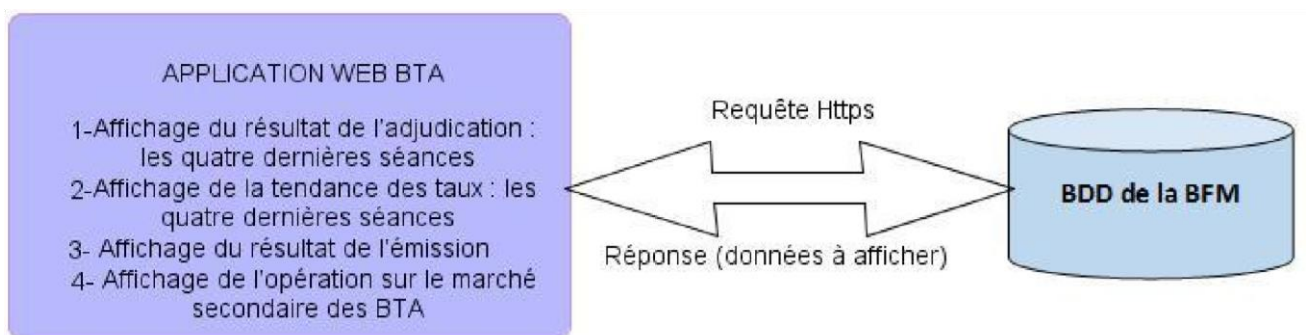 APPLICATION WEB BTA
1-Affichage du résultat de l'adjudication :
les quatre dernières séances
2-Affichage de la tendance des taux : les
quatre dernières séances
3- Affichage du résultat de l'émission
4- Affichage de l'opération sur le marché
secondaire des BTA
Requête Https
Réponse (données à afficher)
BDD de la BFM